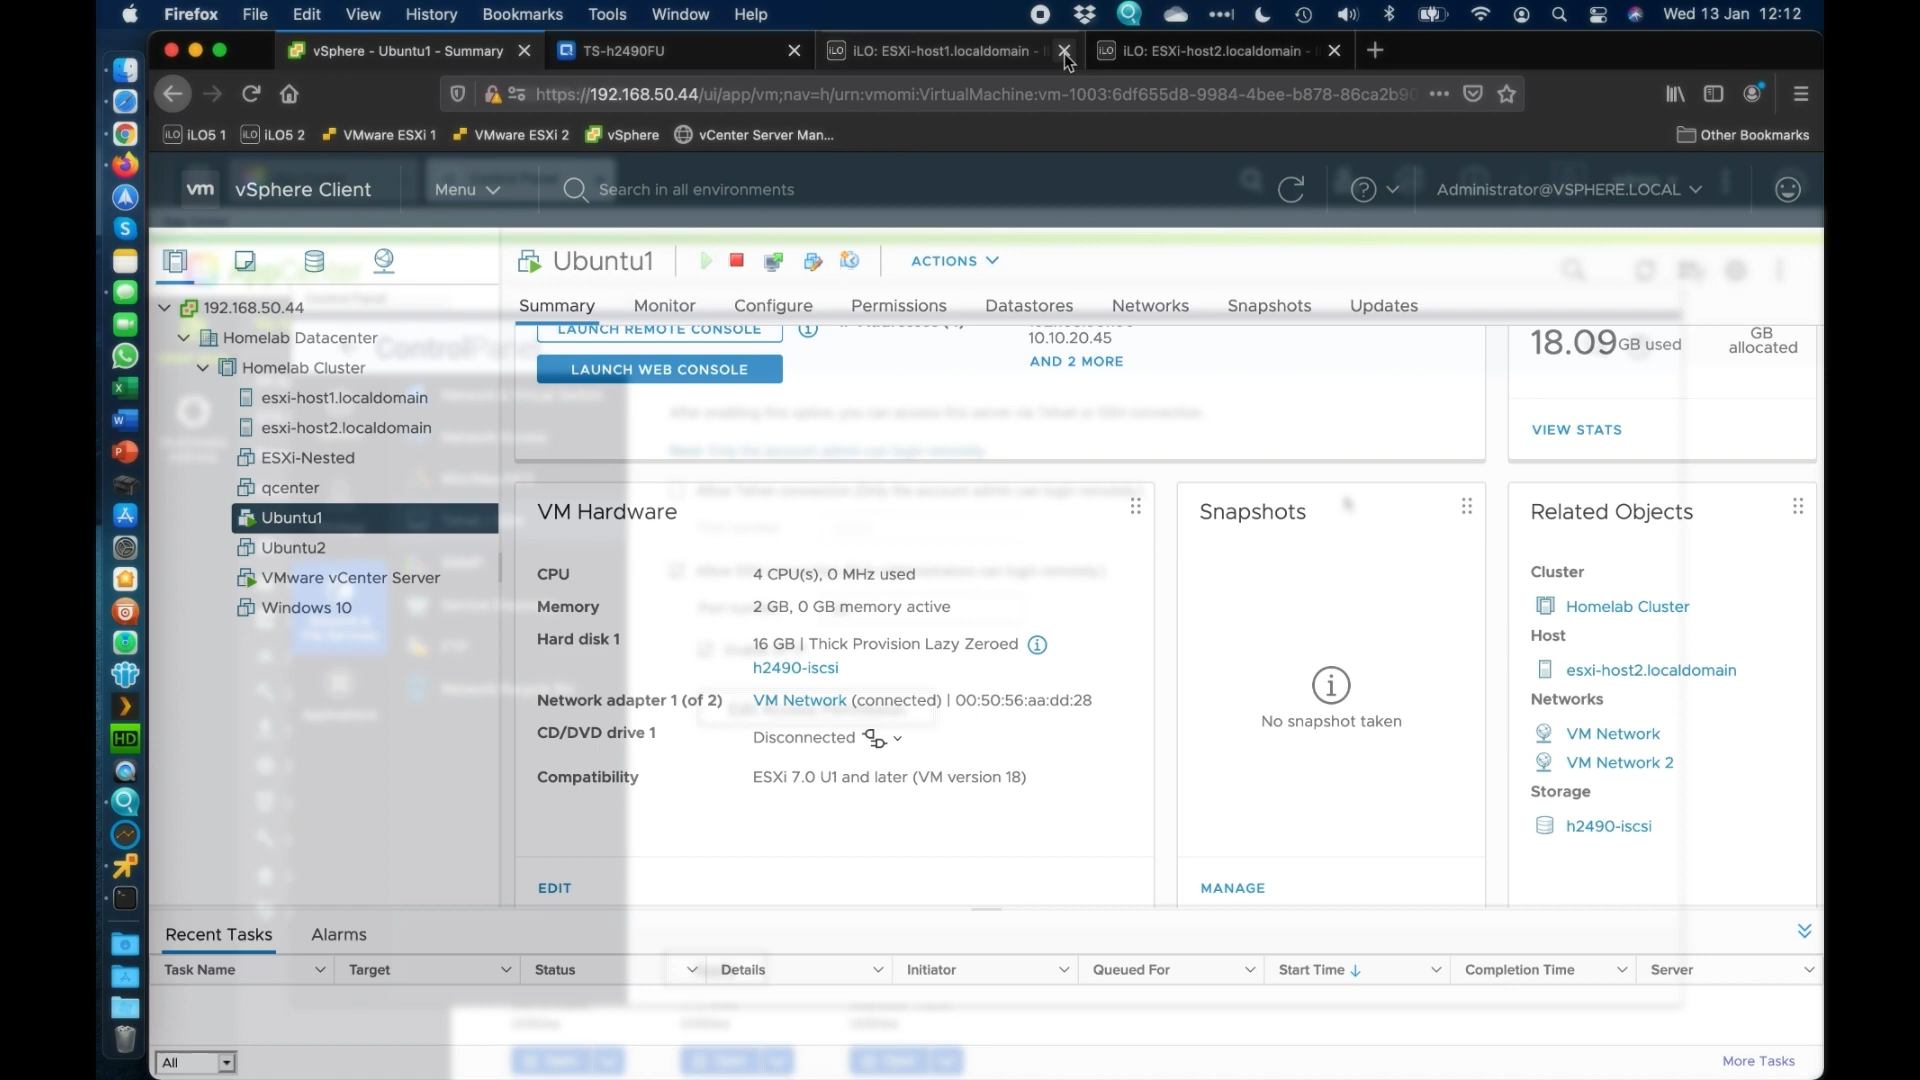 Firefox File Edit View History Bookmarks Tools Window Help Wed 13 Jan 12:12
vSphere - Ubuntu1 - Summary TS-h2490FU iLO iLO: ESXi-host1.localdomain - iLO iLO: ESXi-host2.localdomain -
https://192.168.50.44/ui/app/vm;nav=h/urn:vmomi:VirtualMachine:vm-1003:6df655d8-9984-4bee-b878-86ca2b90
iLO iLO5 1 iLO iLO5 2 VMware ESXi 1 VMware ESXi 2 vSphere vCenter Server Man... Other Bookmarks
vm vSphere Client Menu Search in all environments Administrator@VSPHERE.LOCAL
Ubuntu1 ACTIONS
Summary Monitor Configure Permissions Datastores Networks Snapshots Updates
192.168.50.44
Homelab Datacenter
Homelab Cluster
esxi-host1.localdomain
esxi-host2.localdomain
ESXi-Nested
qcenter
Ubuntu1
Ubuntu2
VMware vCenter Server
Windows 10
LAUNCH REMOTE CONSOLE
LAUNCH WEB CONSOLE
10.10.20.45
AND 2 MORE
18.09 GB used
GB
allocated
VIEW STATS
VM Hardware
CPU 4 CPU(s), 0 MHz used
Memory 2 GB, 0 GB memory active
Hard disk 1 16 GB | Thick Provision Lazy Zeroed
h2490-iscsi
Network adapter 1 (of 2) VM Network (connected) | 00:50:56:aa:dd:28
CD/DVD drive 1 Disconnected
Compatibility ESXi 7.0 U1 and later (VM version 18)
EDIT
Snapshots
No snapshot taken
MANAGE
Related Objects
Cluster
Homelab Cluster
Host
esxi-host2.localdomain
Networks
VM Network
VM Network 2
Storage
h2490-iscsi
Recent Tasks Alarms
Task Name Target Status Details Initiator Queued For Start Time Completion Time Server
All More Tasks
HD